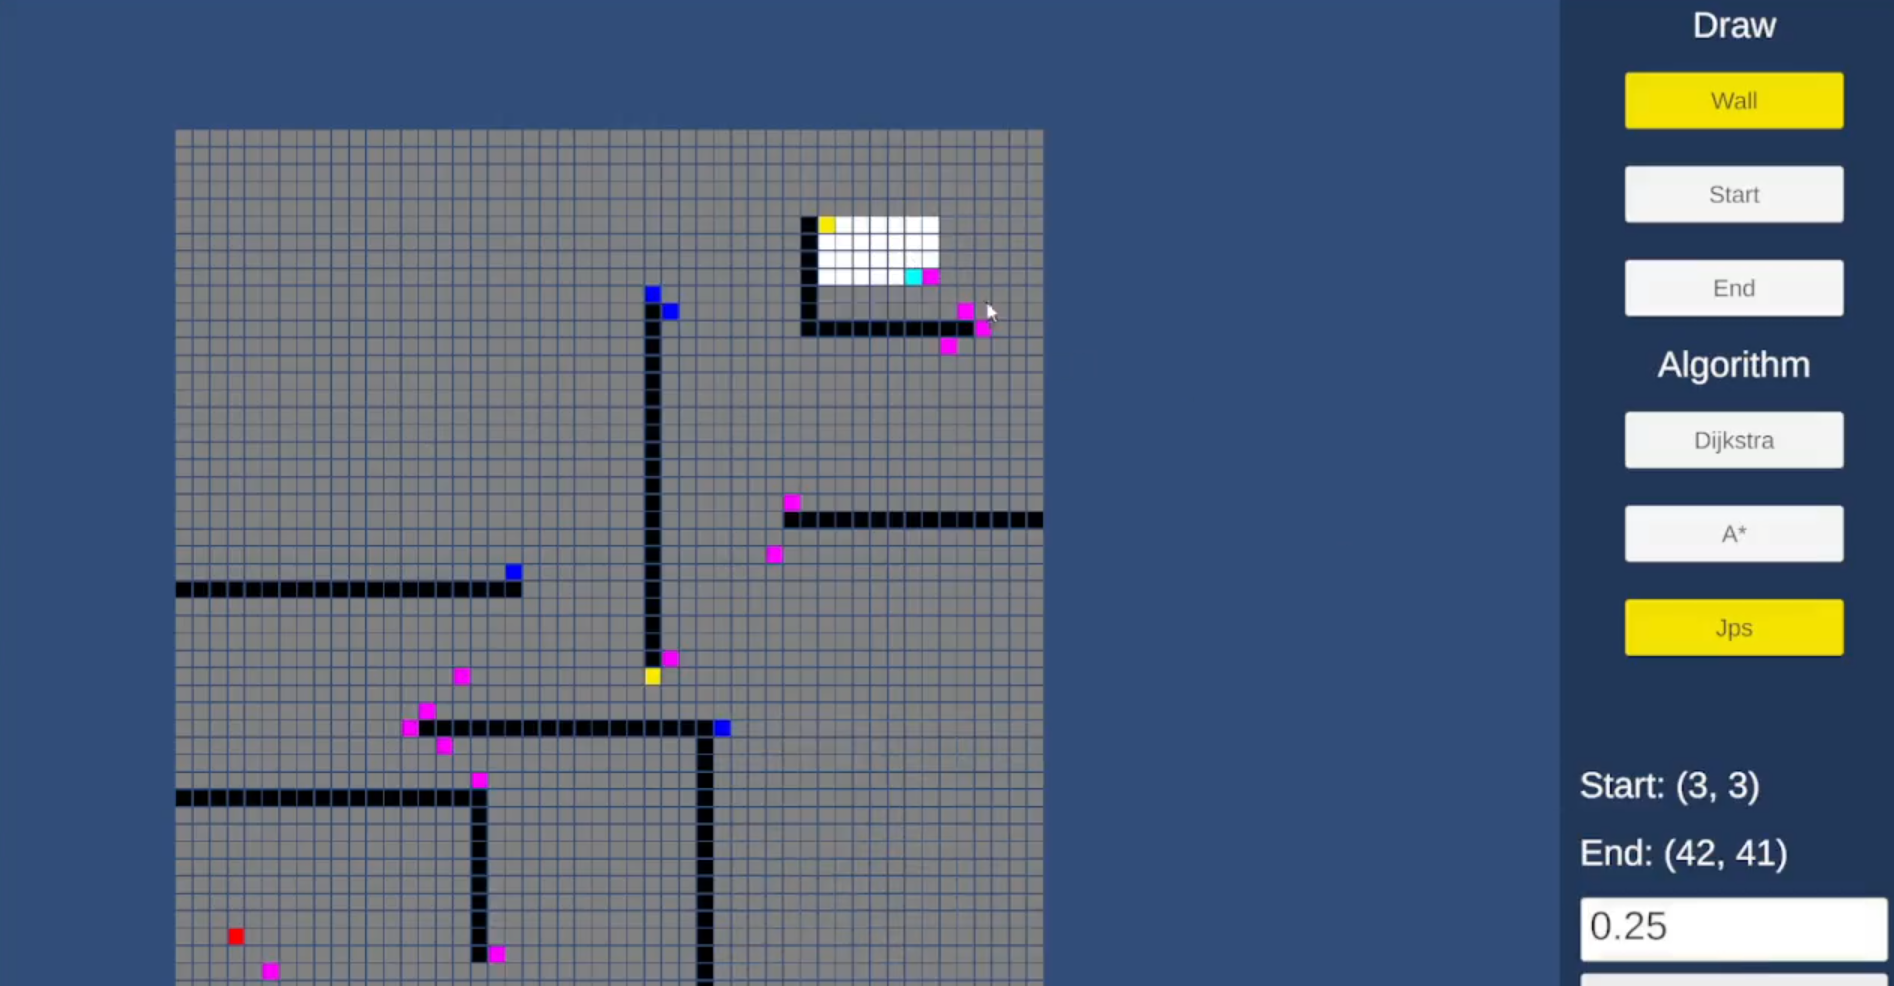 Draw
Wall
Start
End
Algorithm
Dijkstra
A*
Jps
Start: (3, 3)
End: (42, 41)
0.25